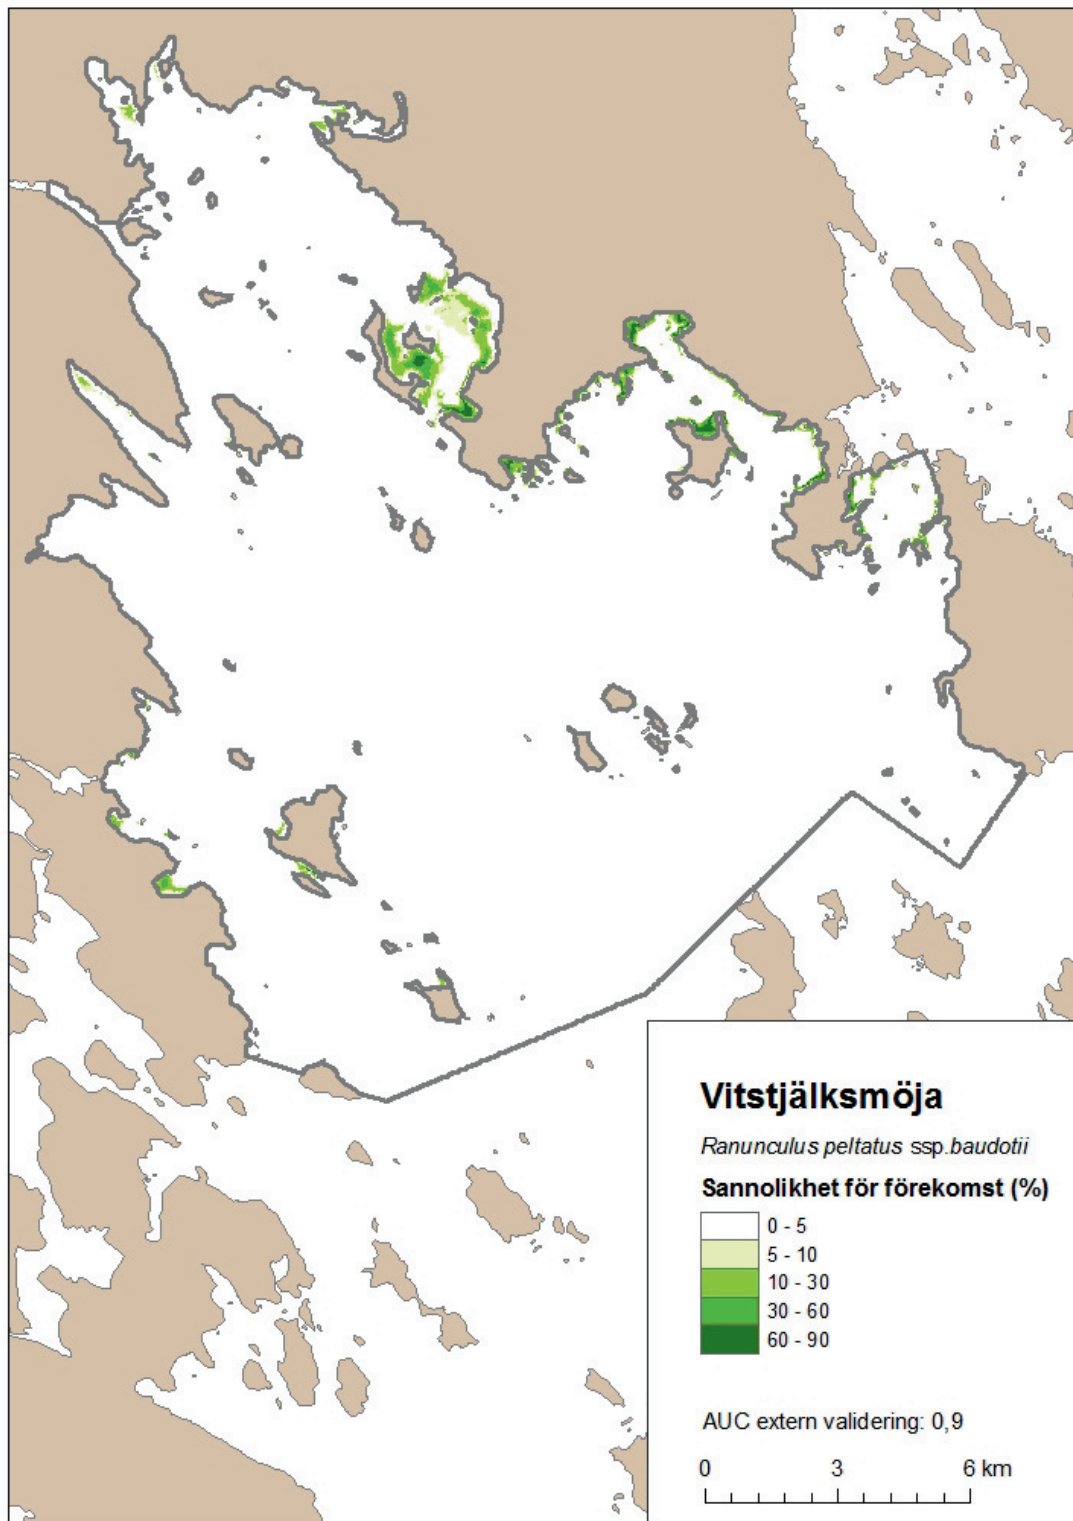 Vitstjälksmöja
Ranunculus peltatus ssp.baudotii
Sannolikhet för förekomst (%)
0 - 5
5 - 10
10 - 30
30 - 60
60 - 90
AUC extern validering: 0,9
0 3 6 km